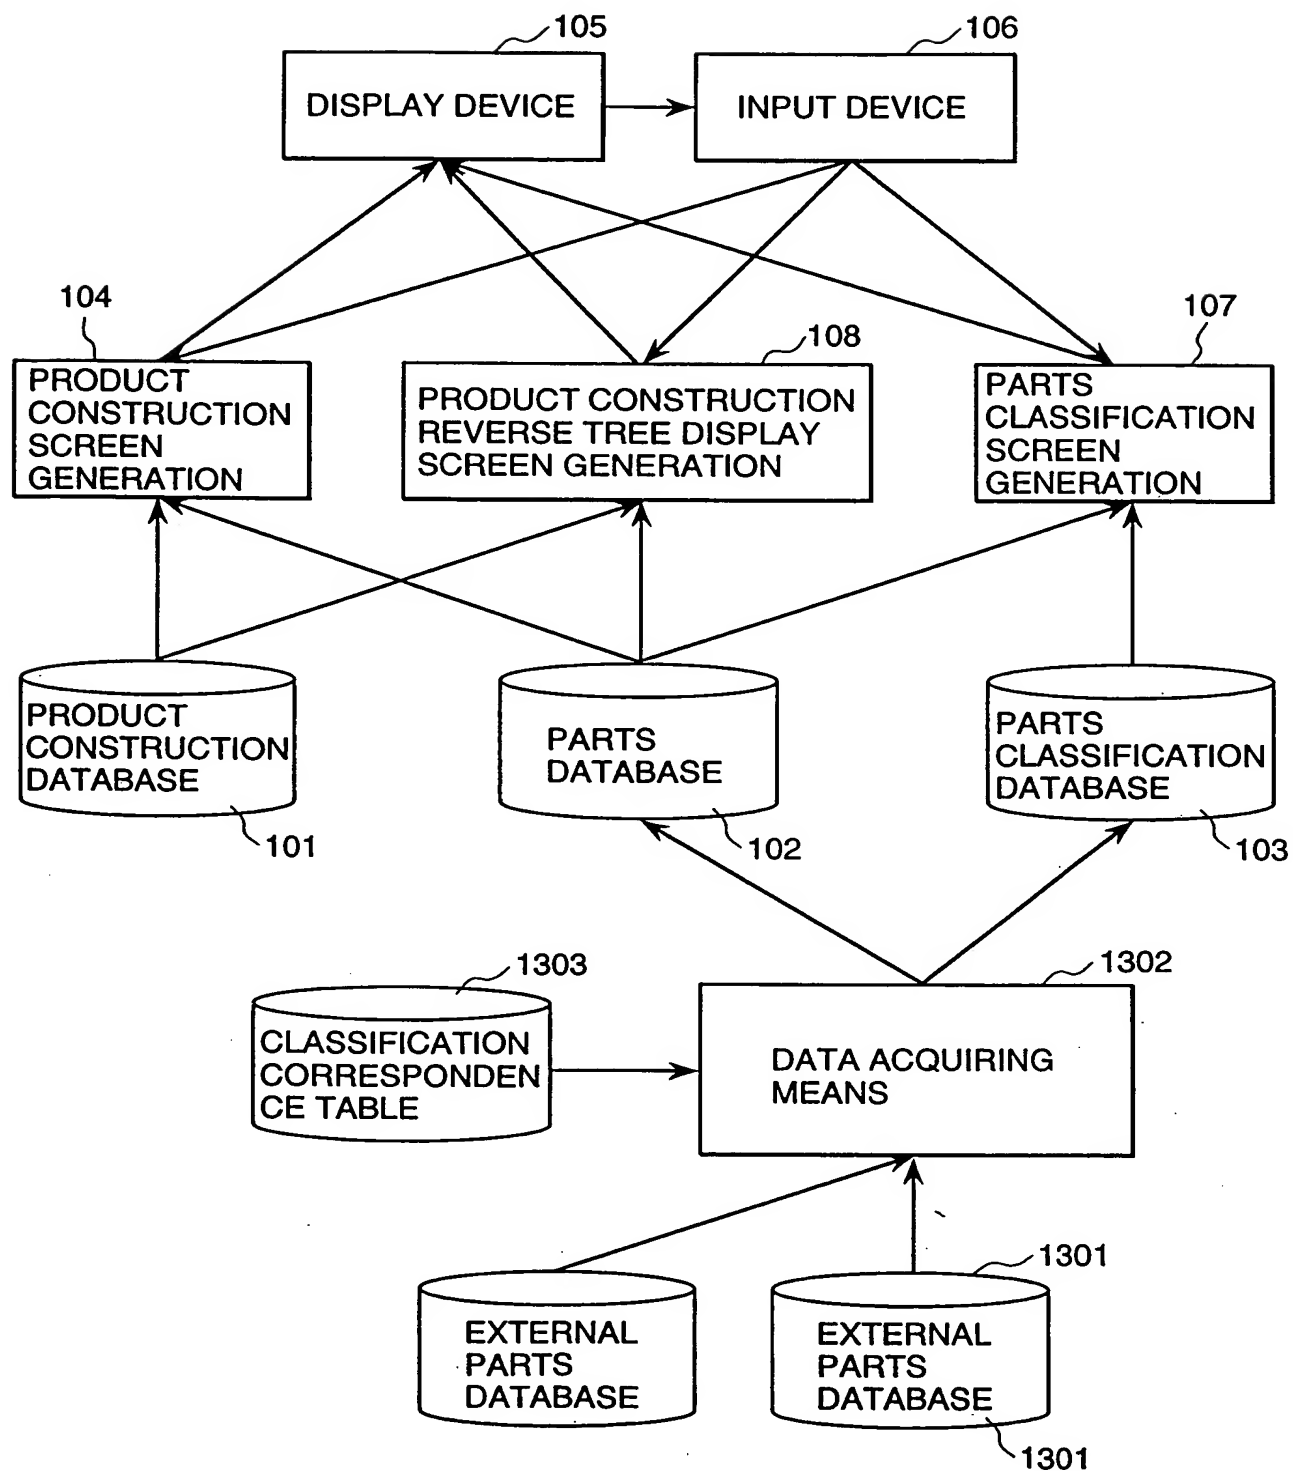 105
106
DISPLAY DEVICE
INPUT DEVICE
104
108
107
PRODUCT
CONSTRUCTION
SCREEN
GENERATION
PRODUCT CONSTRUCTION
REVERSE TREE DISPLAY
SCREEN GENERATION
PARTS
CLASSIFICATION
SCREEN
GENERATION
PRODUCT
CONSTRUCTION
DATABASE
101
PARTS
DATABASE
102
PARTS
CLASSIFICATION
DATABASE
103
1303
CLASSIFICATION
CORRESPONDEN
CE TABLE
1302
DATA ACQUIRING
MEANS
EXTERNAL
PARTS
DATABASE
1301
EXTERNAL
PARTS
DATABASE
1301